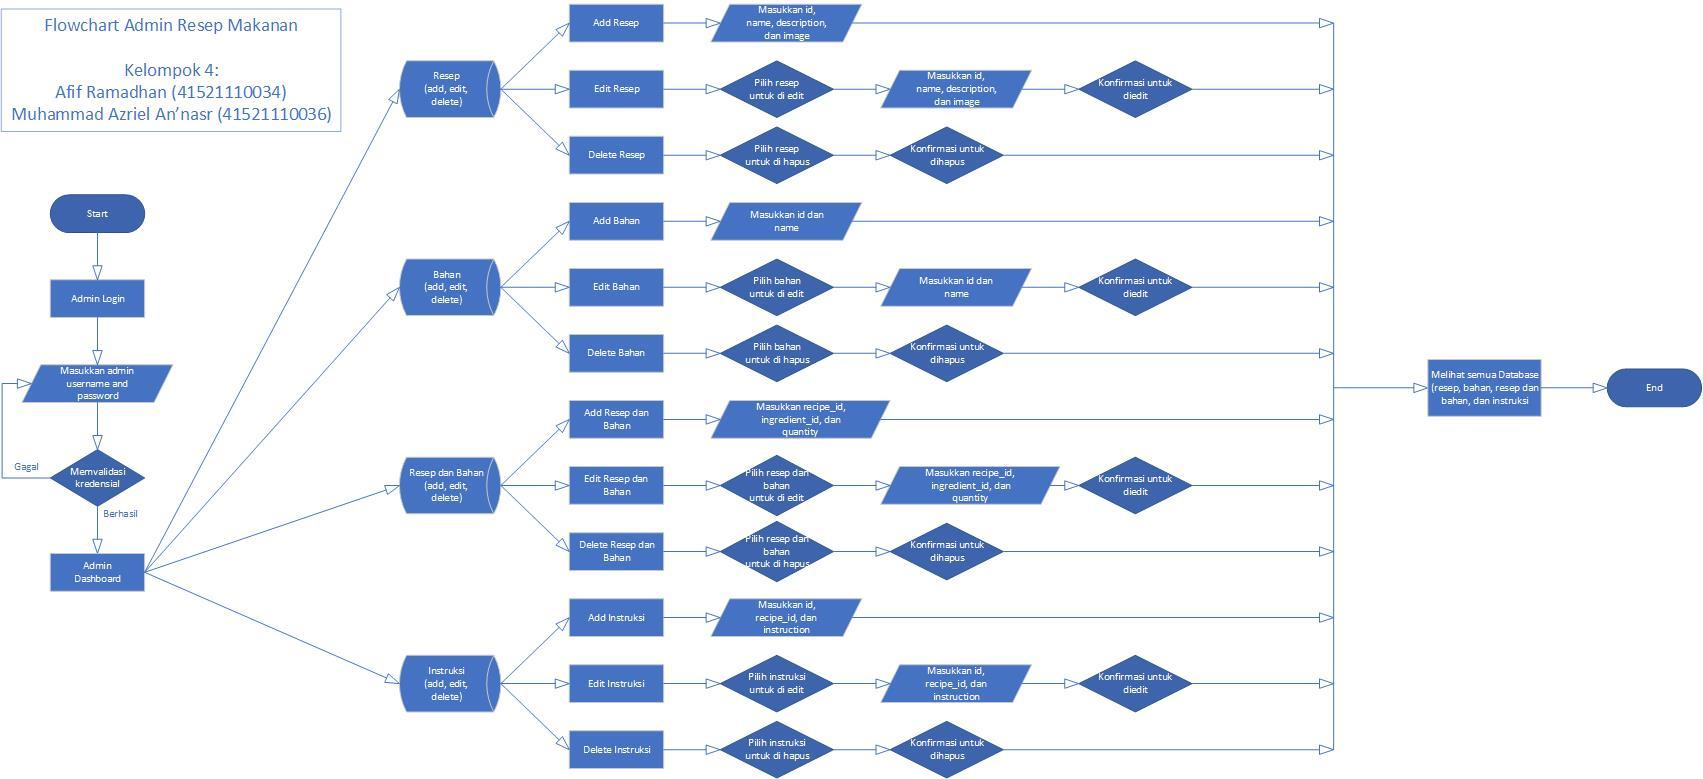 Flowchart Admin Resep Makanan
Kelompok 4:
Afif Ramadhan (41521110034)
Muhammad Azriel An’nasr (41521110036)
Start
Admin Login
Masukkan admin
username and
password
Gagal
Memvalidasi
kredensial
Berhasil
Admin
Dashboard
Resep
(add, edit,
delete)
Add Resep
Masukkan id,
name, description,
dan image
Edit Resep
Pilih resep
untuk di edit
Masukkan id,
name, description,
dan image
Konfirmasi untuk
diedit
Delete Resep
Pilih resep
untuk di hapus
Konfirmasi untuk
dihapus
Bahan
(add, edit,
delete)
Add Bahan
Masukkan id dan
name
Edit Bahan
Pilih bahan
untuk di edit
Masukkan id dan
name
Konfirmasi untuk
diedit
Delete Bahan
Pilih bahan
untuk di hapus
Konfirmasi untuk
dihapus
Resep dan Bahan
(add, edit,
delete)
Add Resep dan
Bahan
Masukkan recipe_id,
ingredient_id, dan
quantity
Edit Resep dan
Bahan
Pilih resep dan
bahan
untuk di edit
Masukkan recipe_id,
ingredient_id, dan
quantity
Konfirmasi untuk
diedit
Delete Resep dan
Bahan
Pilih resep dan
bahan
untuk di hapus
Konfirmasi untuk
dihapus
Instruksi
(add, edit,
delete)
Add Instruksi
Masukkan id,
recipe_id, dan
instruction
Edit Instruksi
Pilih instruksi
untuk di edit
Masukkan id,
recipe_id, dan
instruction
Konfirmasi untuk
diedit
Delete Instruksi
Pilih instruksi
untuk di hapus
Konfirmasi untuk
dihapus
Melihat semua Database
(resep, bahan, resep dan
bahan, dan instruksi
End